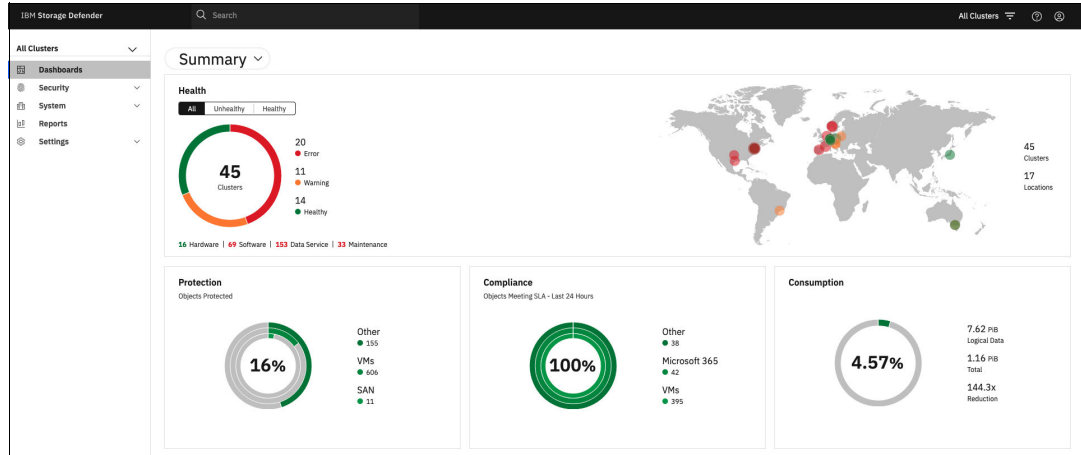 IBM Storage Defender
Search
All Clusters
All Clusters
Dashboards
Security
System
Reports
Settings
Summary
Health
All Unhealthy Healthy
45
Clusters
20
Error
11
Warning
14
Healthy
16 Hardware | 69 Software | 153 Data Service | 33 Maintenance
45
Clusters
17
Locations
Protection
Objects Protected
16%
Other
155
VMs
606
SAN
11
Compliance
Objects Meeting SLA - Last 24 Hours
100%
Other
38
Microsoft 365
42
VMs
395
Consumption
4.57%
7.62 PiB
Logical Data
1.16 PiB
Total
144.3x
Reduction